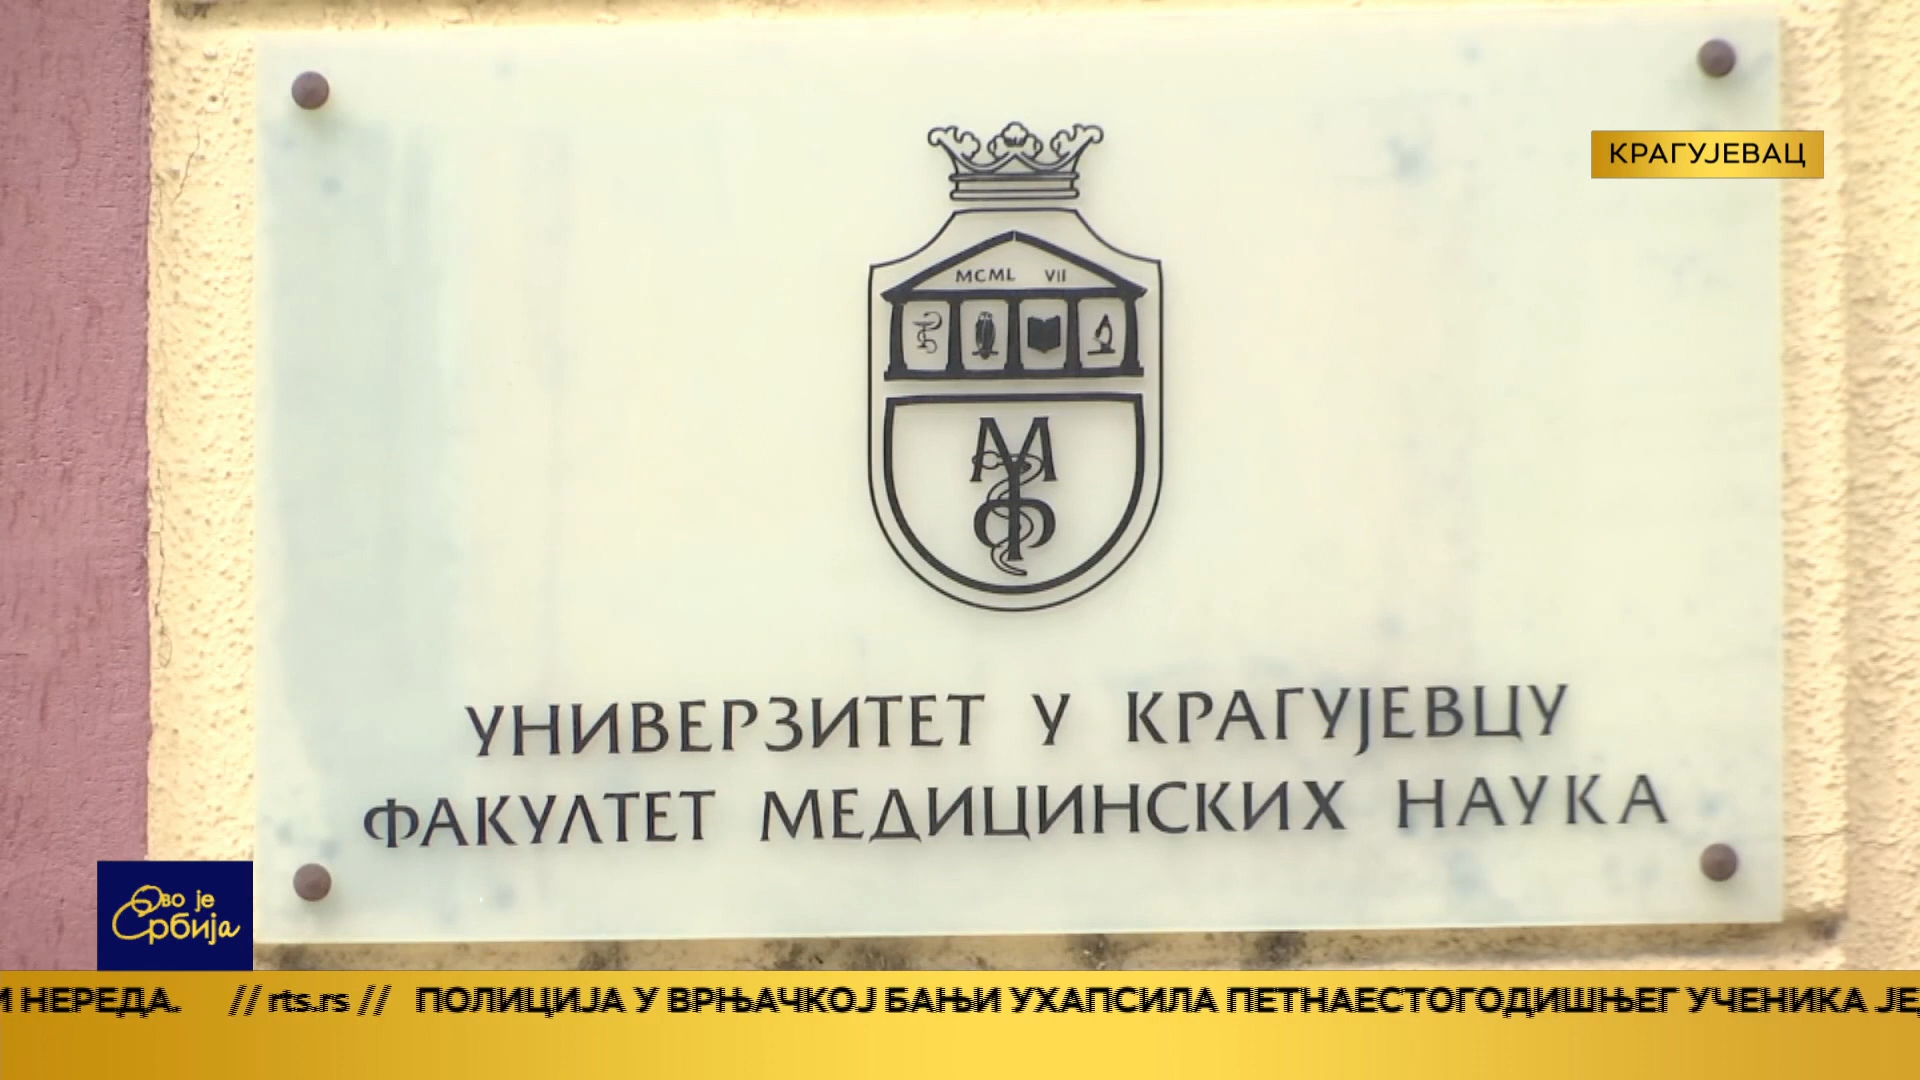 КРАГУЈЕВАЦ
MCML VII
МФ
УНИВЕРЗИТЕТ У КРАГУЈЕВЦУ
ФАКУЛТЕТ МЕДИЦИНСКИХ НАУКА
Ово је
Србија
И НЕРЕДА. // rts.rs // ПОЛИЦИЈА У ВРЊАЧКОЈ БАЊИ УХАПСИЛА ПЕТНАЕСТОГОДИШЊЕГ УЧЕНИКА